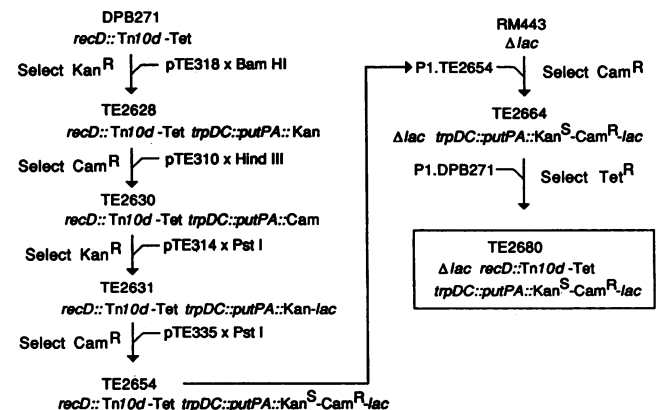 DPB271
recD:: Tn10d -Tet
Select KanR
pTE318 x Bam HI
TE2628
recD:: Tn10d -Tet trpDC::putPA:: Kan
Select CamR
pTE310 x Hind III
TE2630
recD:: Tn10d -Tet trpDC::putPA::Cam
Select KanR
pTE314 x Pst I
TE2631
recD:: Tn10d -Tet trpDC::putPA::Kan-lac
Select CamR
pTE335 x Pst I
TE2654
recD:: Tn10d -Tet trpDC::putPA::KanS-CamR-lac
RM443
Δlac
P1.TE2654
Select CamR
TE2664
Δlac trpDC::putPA::KanS-CamR-lac
P1.DPB271
Select TetR
TE2680
Δlac recD::Tn10d -Tet
trpDC::putPA::KanS-CamR-lac